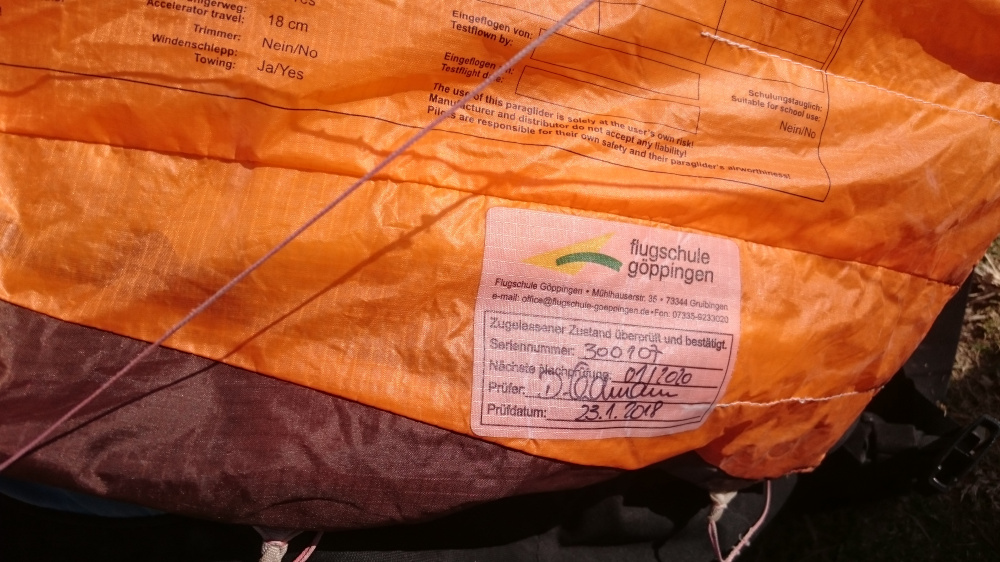 Accelerator travel:
18 cm
Trimmer:
Nein/No
Windenschlepp:
Towing:
Ja/Yes
Eingeflogen von:
Testflown by:
Eingeflogen
Testflight
The use of this paraglider is solely at the user's own risk!
Manufacturer and distributor do not accept any liability!
Pilots are responsible for their own safety and their paraglider's airworthiness!
Schulungstauglich:
Suitable for school use:
Nein/No
flugschule
göppingen
Flugschule Göppingen • Mühlhauserstr. 35 • 73344 Gruibingen
e-mail: office@flugschule-goeppingen.de•Fon: 07335-9233020
Zugelassener Zustand überprüft und bestätigt.
Seriennummer: 300107
Nächste Nachprüfung: 01/2020
Prüfer:
Prüfdatum: 23.1.2018